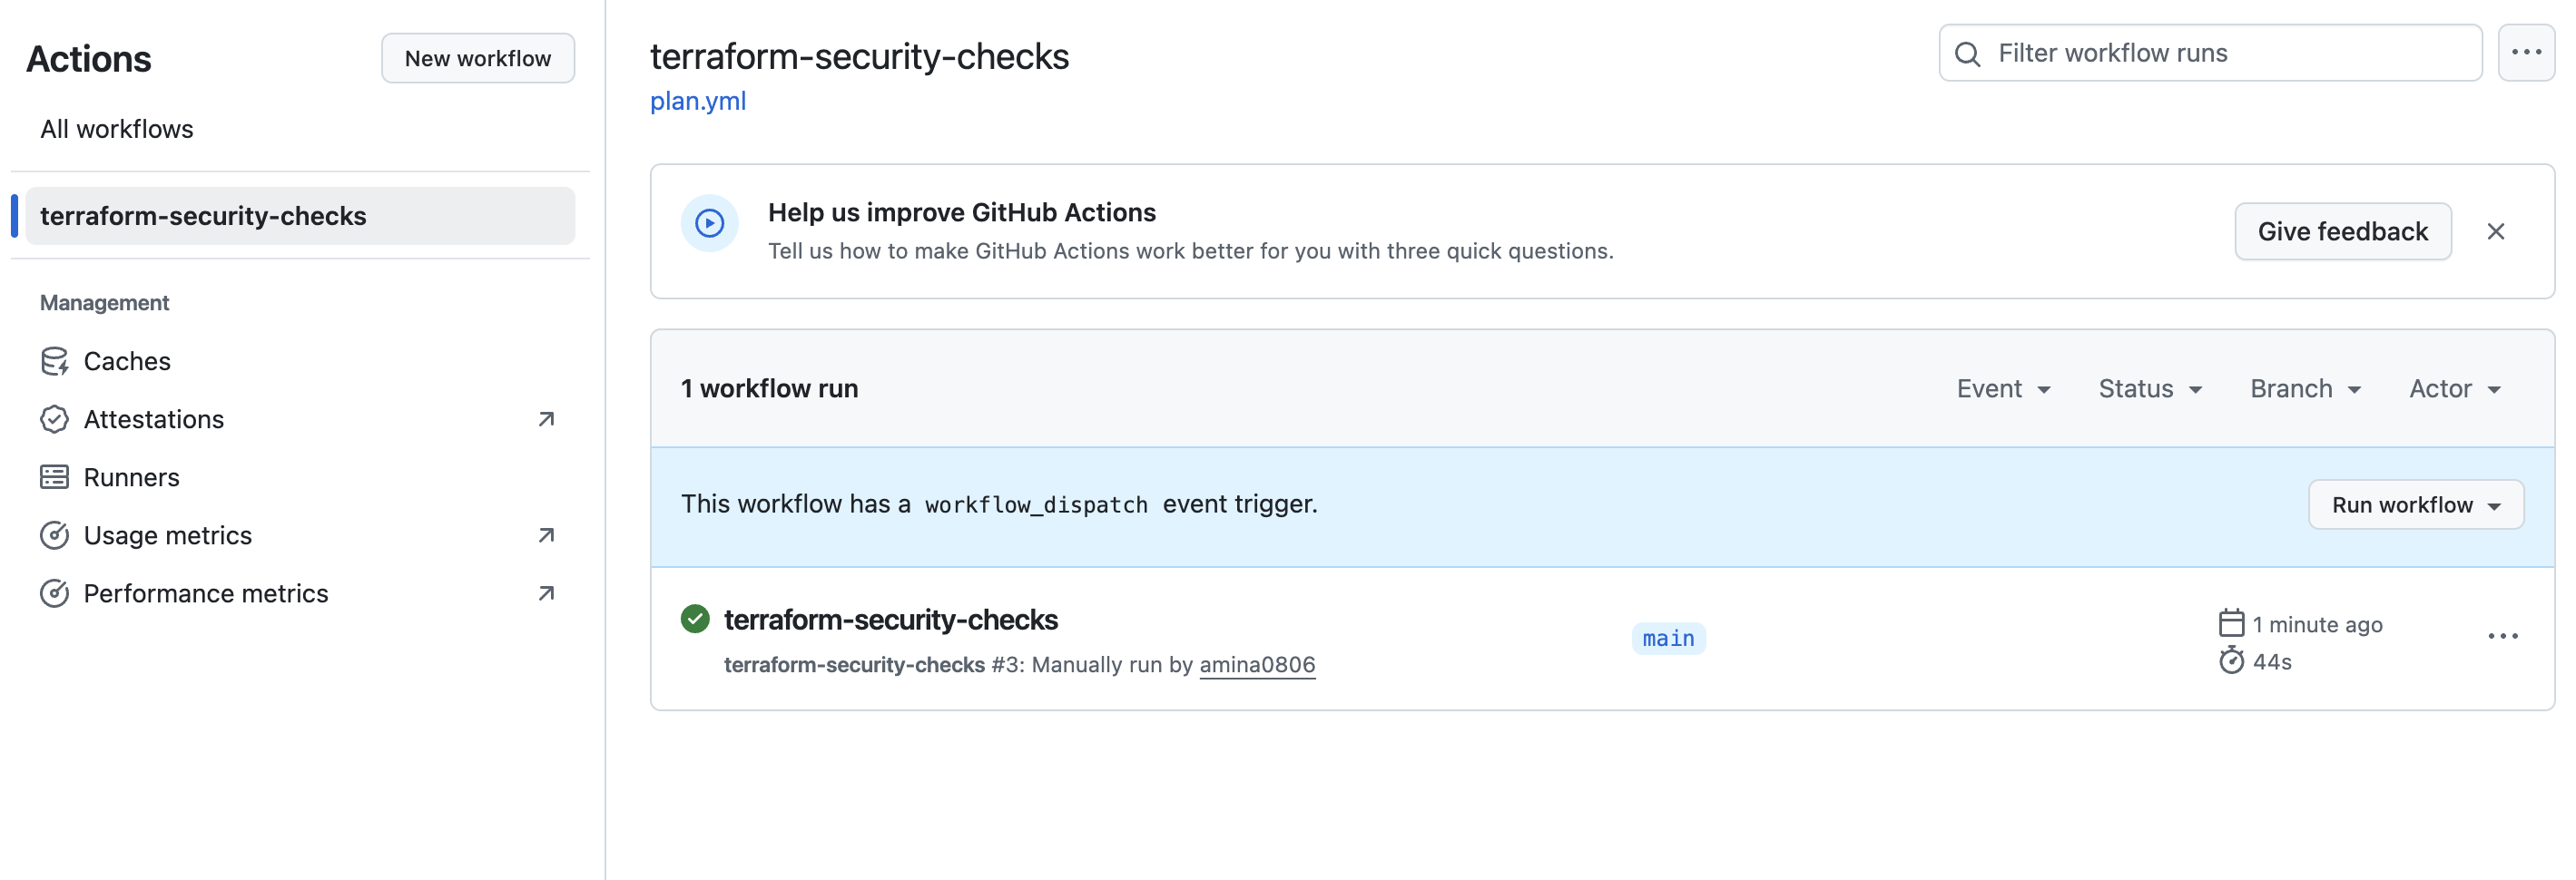 Actions
New workflow
All workflows
terraform-security-checks
Management
Caches
Attestations
Runners
Usage metrics
Performance metrics
terraform-security-checks
plan.yml
Filter workflow runs
Help us improve GitHub Actions
Tell us how to make GitHub Actions work better for you with three quick questions.
Give feedback
1 workflow run
Event
Status
Branch
Actor
This workflow has a workflow_dispatch event trigger.
Run workflow
terraform-security-checks
terraform-security-checks #3: Manually run by amina0806
main
1 minute ago
44s